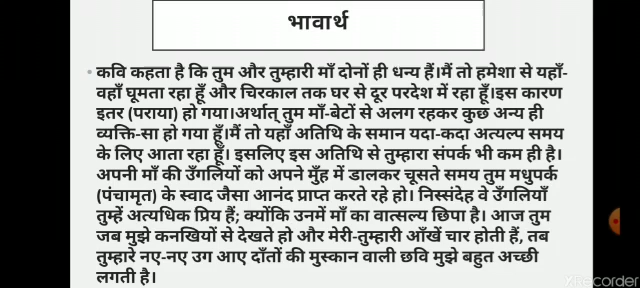 भावार्थ
कवि कहता है कि तुम और तुम्हारी माँ दोनों ही धन्य हैं।मैं तो हमेशा से यहाँ-
वहाँ घूमता रहा हूँ और चिरकाल तक घर से दूर परदेश में रहा हूँ।इस कारण
इतर (पराया) हो गया।अर्थात् तुम माँ-बेटों से अलग रहकर कुछ अन्य ही
व्यक्ति-सा हो गया हूँ।मैं तो यहाँ अतिथि के समान यदा-कदा अत्यल्प समय
के लिए आता रहा हूँ। इसलिए इस अतिथि से तुम्हारा संपर्क भी कम ही है।
अपनी माँ की उँगलियों को अपने मुँह में डालकर चूसते समय तुम मधुपर्क
(पंचामृत) के स्वाद जैसा आनंद प्राप्त करते रहे हो। निस्संदेह वे उँगलियाँ
तुम्हें अत्यधिक प्रिय हैं; क्योंकि उनमें माँ का वात्सल्य छिपा है। आज तुम
जब मुझे कनखियों से देखते हो और मेरी-तुम्हारी आँखें चार होती हैं, तब
तुम्हारे नए-नए उग आए दाँतों की मुस्कान वाली छवि मुझे बहुत अच्छी
लगती है।